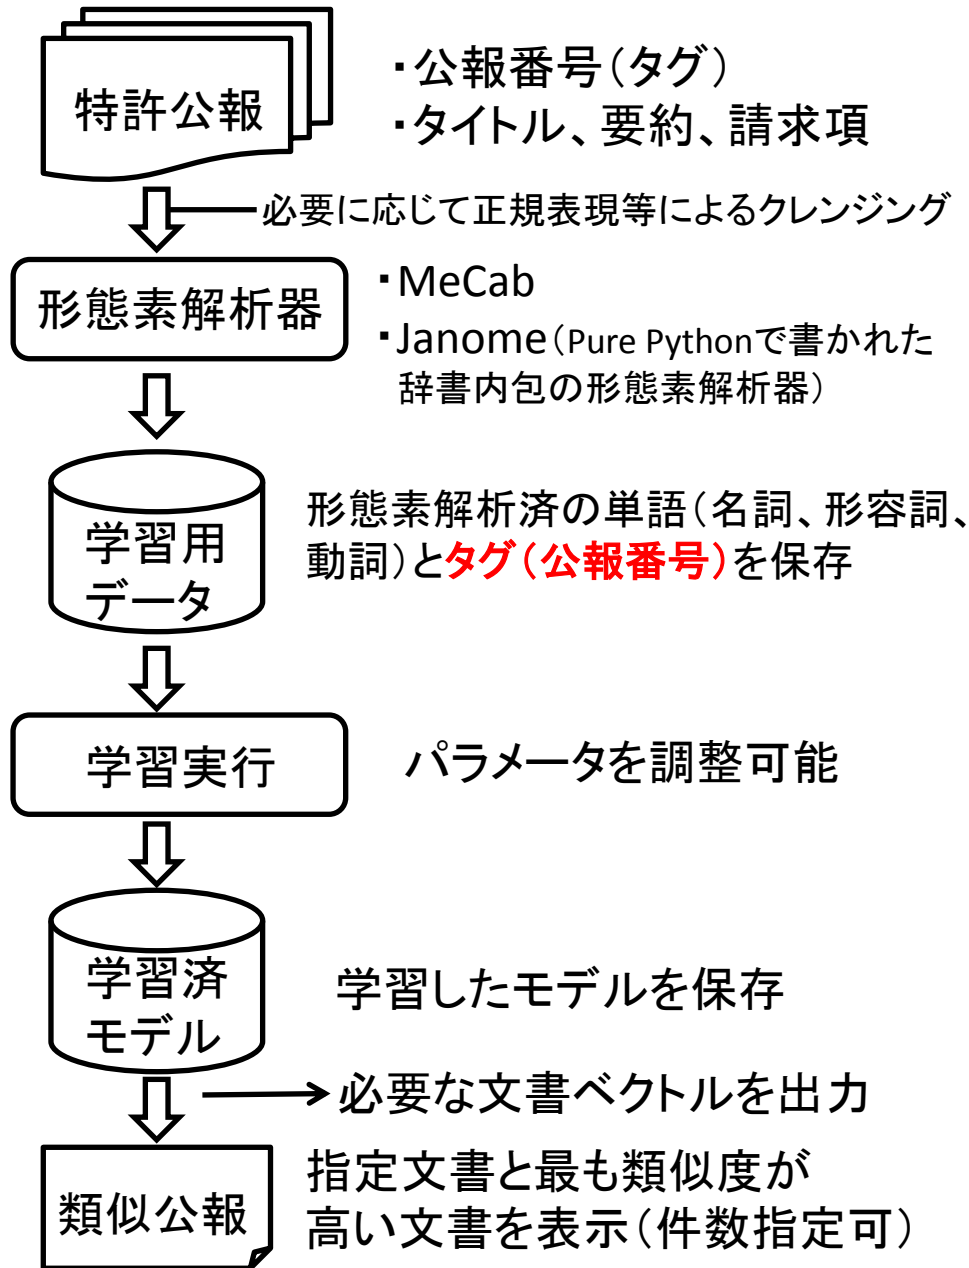 特許公報
・公報番号(タグ)
・タイトル、要約、請求項
必要に応じて正規表現等によるクレンジング
形態素解析器
・MeCab
・Janome(Pure Pythonで書かれた
辞書内包の形態素解析器)
学習用
データ
形態素解析済の単語(名詞、形容詞、
動詞)とタグ(公報番号)を保存
学習実行
パラメータを調整可能
学習済
モデル
学習したモデルを保存
必要な文書ベクトルを出力
類似公報
指定文書と最も類似度が
高い文書を表示(件数指定可)